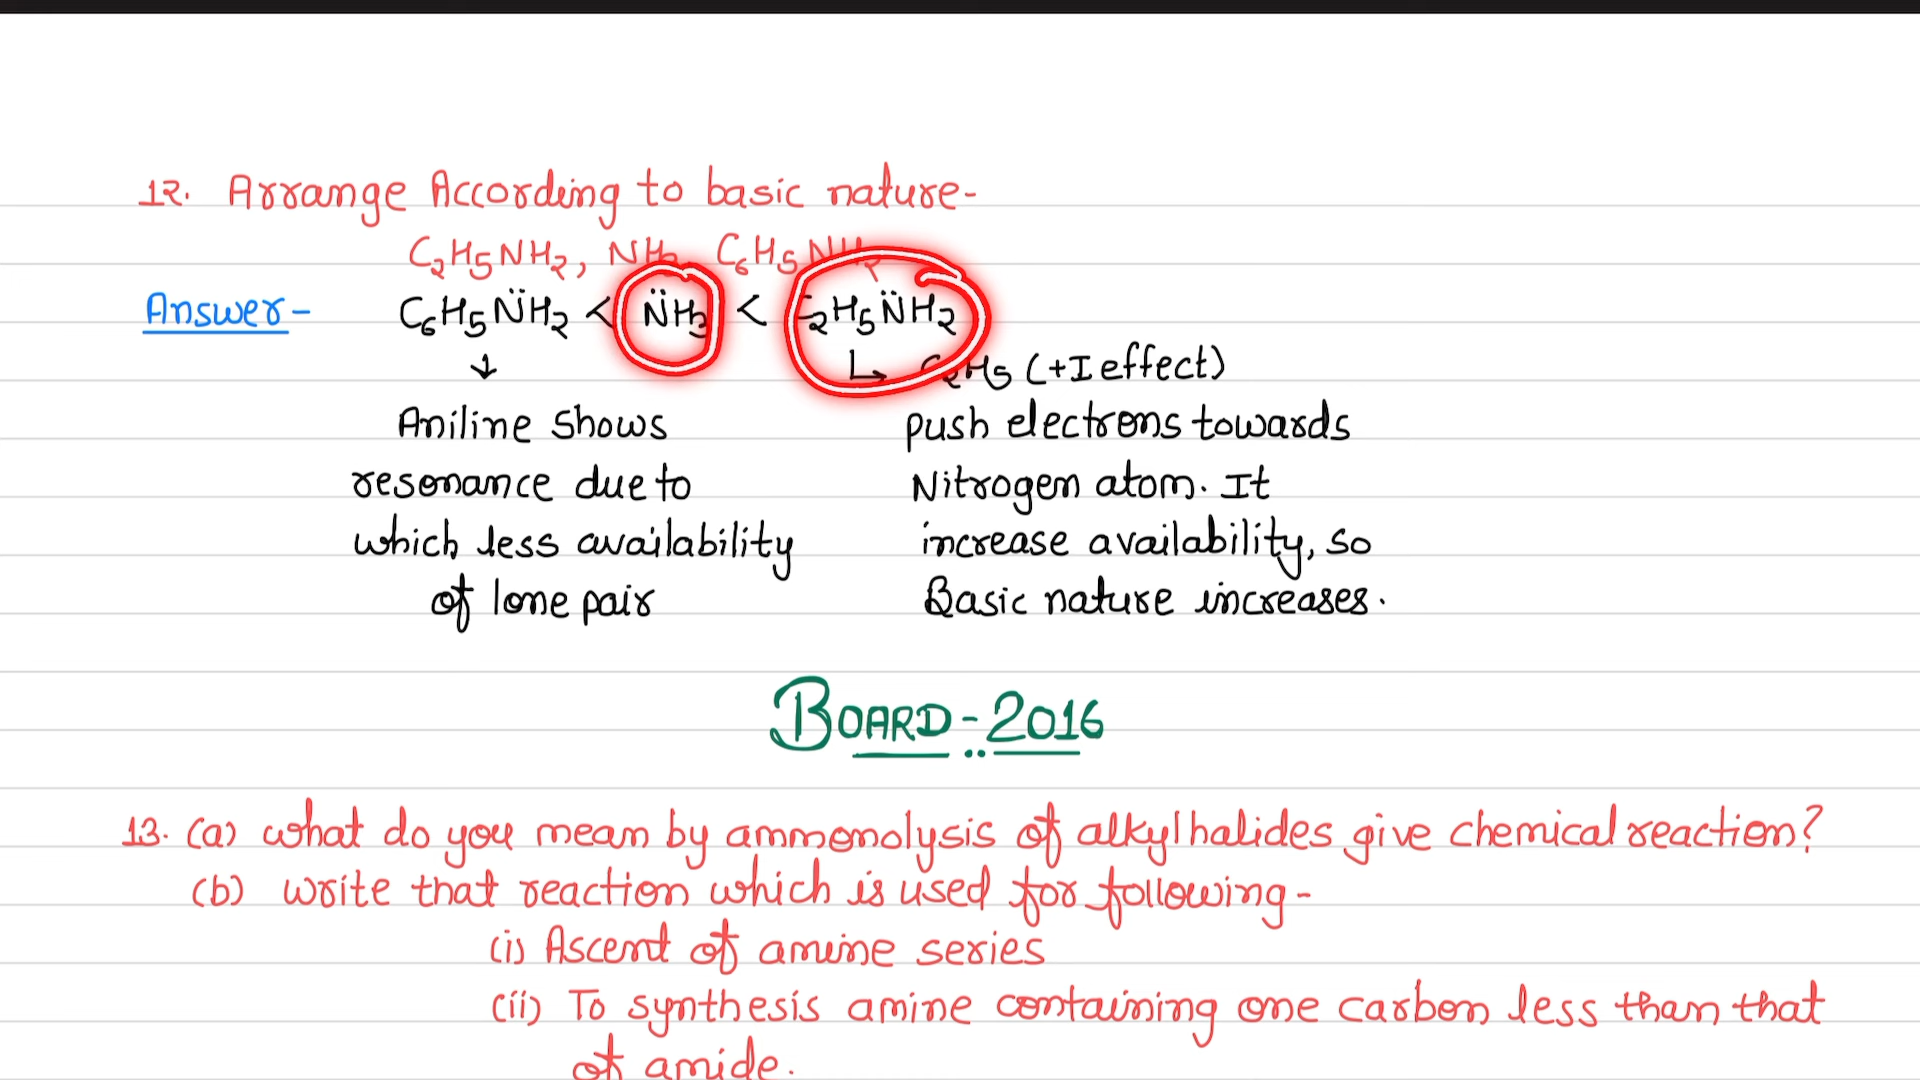 12. Arrange According to basic nature-
C₂H₅NH₂, NH₃, C₆H₅NH₂
Answer- C₆H₅N̈H₂ < N̈H₃ < C₂H₅N̈H₂
↓ ↳ C₂H₅ (+I effect)
Aniline shows push electrons towards
resonance due to Nitrogen atom. It
which less availability increase availability, so
of lone pair Basic nature increases.
BOARD-2016
13. (a) what do you mean by ammonolysis of alkylhalides give chemical reaction?
(b) write that reaction which is used for following-
(i) Ascent of amine series
(ii) To synthesis amine containing one carbon less than that
of amide.